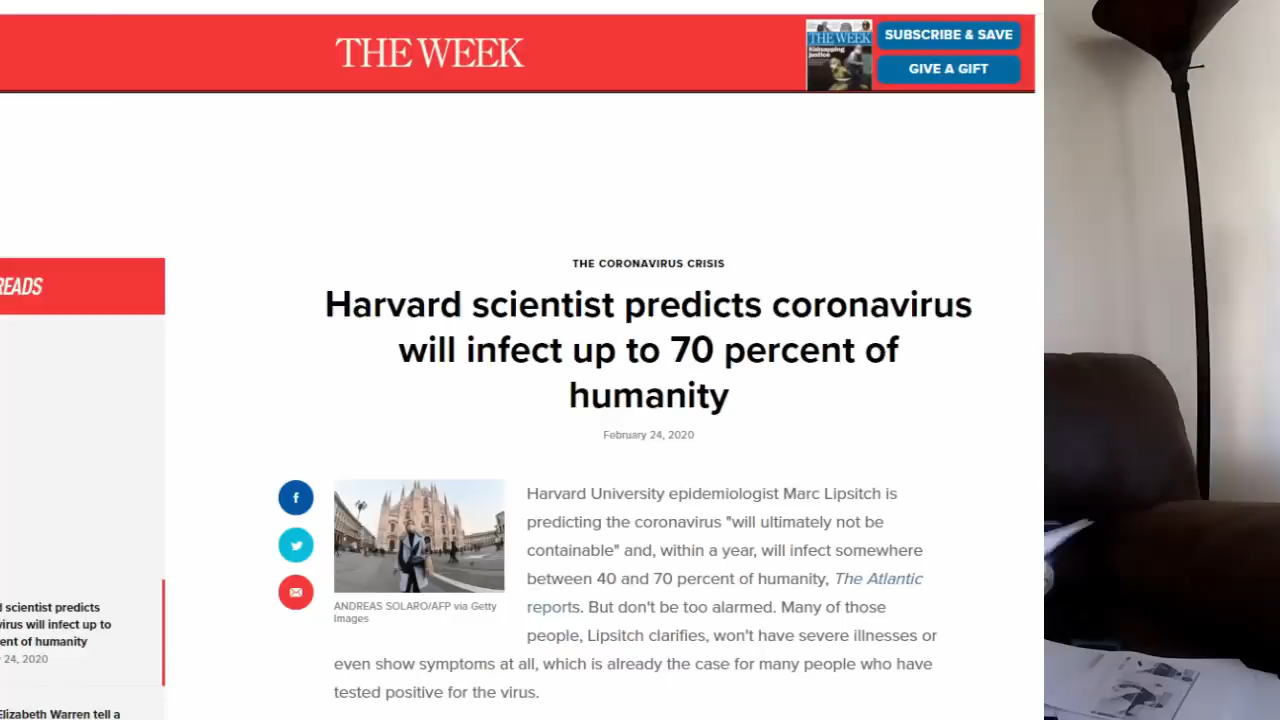 THE WEEK
THE WEEK
SUBSCRIBE & SAVE
GIVE A GIFT
READS
THE CORONAVIRUS CRISIS
Harvard scientist predicts coronavirus
will infect up to 70 percent of
humanity
February 24, 2020
ANDREAS SOLARO/AFP via Getty
Images
Harvard University epidemiologist Marc Lipsitch is
predicting the coronavirus "will ultimately not be
containable" and, within a year, will infect somewhere
between 40 and 70 percent of humanity, The Atlantic
reports. But don't be too alarmed. Many of those
people, Lipsitch clarifies, won't have severe illnesses or
even show symptoms at all, which is already the case for many people who have
tested positive for the virus.
scientist predicts
will infect up to
of humanity
24, 2020
Elizabeth Warren tell a